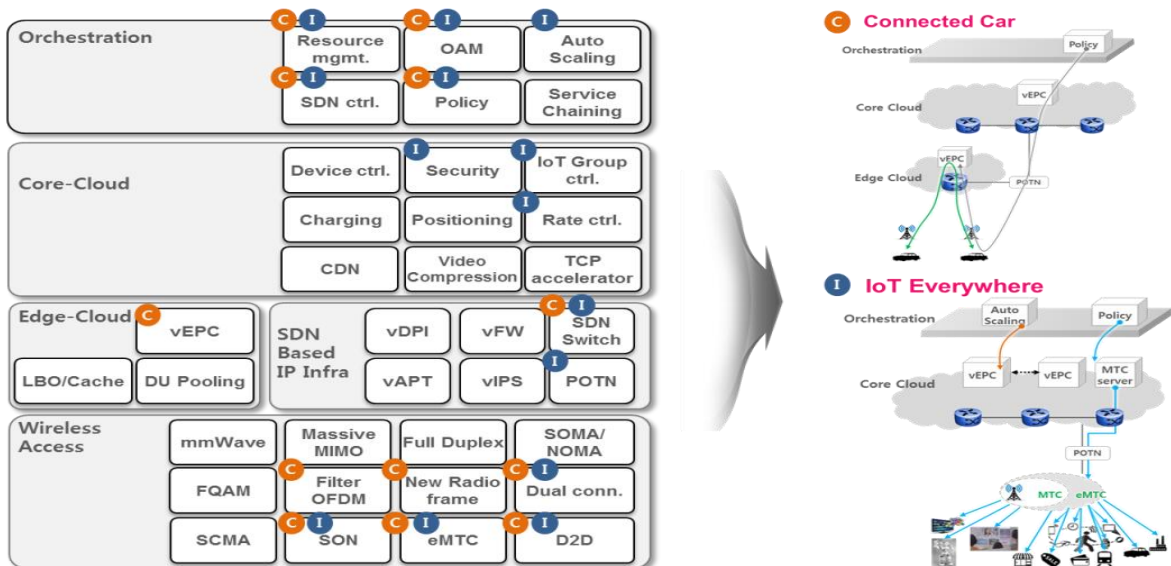 Orchestration
C I
Resource
mgmt.
C I
OAM
I
Auto
Scaling
C I
SDN ctrl.
C I
Policy
Service
Chaining
Core-Cloud
Device ctrl.
I
Security
I
IoT Group
ctrl.
Charging
Positioning
I
Rate ctrl.
CDN
Video
Compression
TCP
accelerator
Edge-Cloud
C
vEPC
LBO/Cache
DU Pooling
SDN
Based
IP Infra
vDPI
vFW
C I
SDN
Switch
vAPT
vIPS
I
POTN
Wireless
Access
mmWave
Massive
MIMO
Full Duplex
SOMA/
NOMA
FQAM
C
Filter
OFDM
C
New Radio
frame
C I
Dual conn.
SCMA
C I
SON
C I
eMTC
C I
D2D
C Connected Car
Orchestration
Policy
Core Cloud
vEPC
Edge Cloud
vEPC
POTN
I IoT Everywhere
Orchestration
Auto
Scaling
Policy
Core Cloud
vEPC
vEPC
MTC
server
POTN
MTC
eMTC